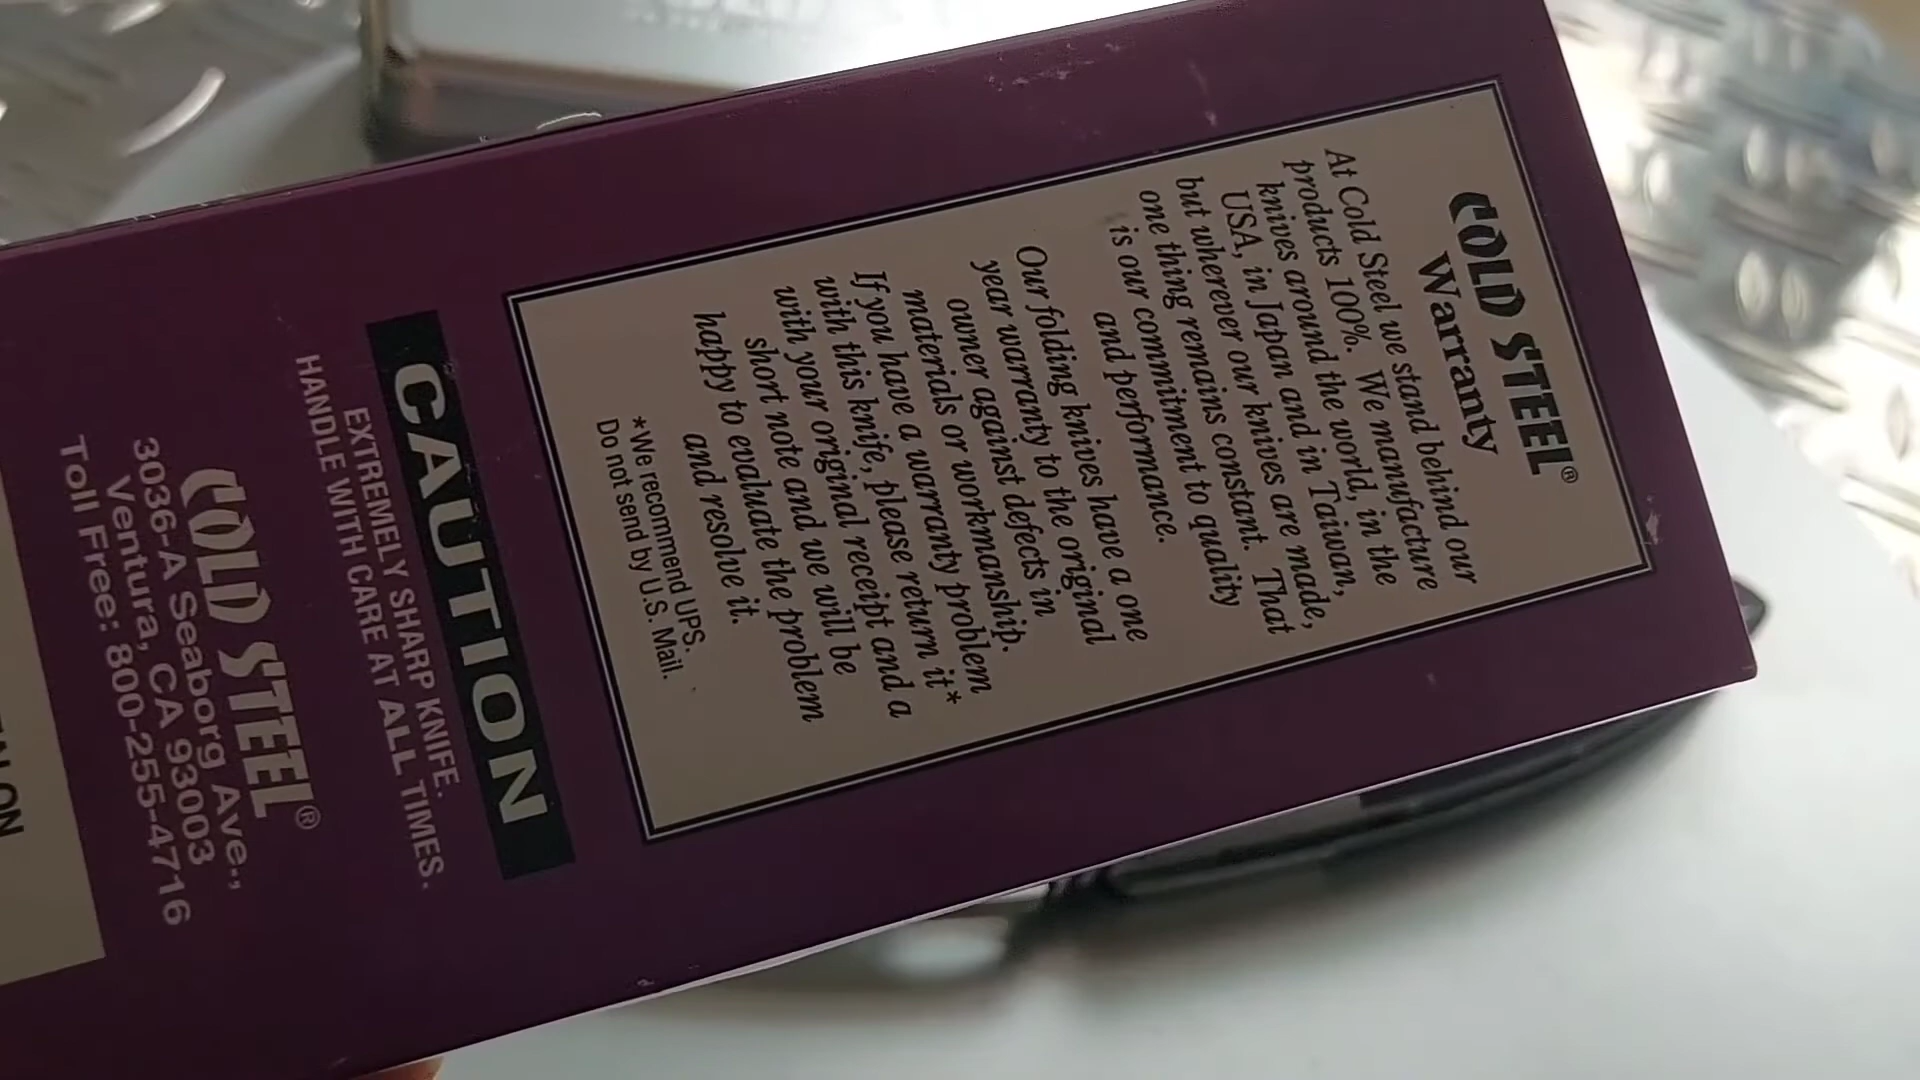 COLD STEEL®
Warranty
At Cold Steel we stand behind our
products 100%. We manufacture
knives around the world, in the
USA, in Japan and in Taiwan,
but wherever our knives are made,
one thing remains constant. That
is our commitment to quality
and performance.
Our folding knives have a one
year warranty to the original
owner against defects in
materials or workmanship.
If you have a warranty problem
with this knife, please return it*
with your original receipt and a
short note and we will be
happy to evaluate the problem
and resolve it.
*We recommend UPS.
Do not send by U.S. Mail.
CAUTION
EXTREMELY SHARP KNIFE.
HANDLE WITH CARE AT ALL TIMES.
COLD STEEL®
3036-A Seaborg Ave.,
Ventura, CA 93003
Toll Free: 800-255-4716